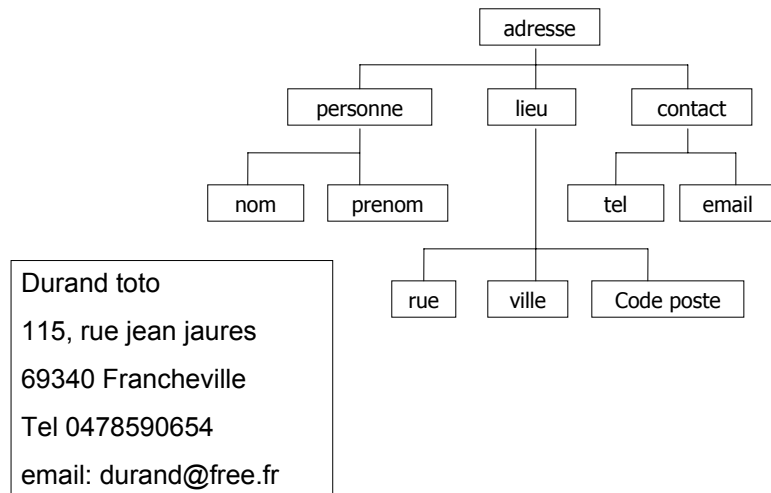 adresse
personne lieu contact
nom prenom tel email
rue ville Code poste
Durand toto
115, rue jean jaures
69340 Francheville
Tel 0478590654
email: durand@free.fr